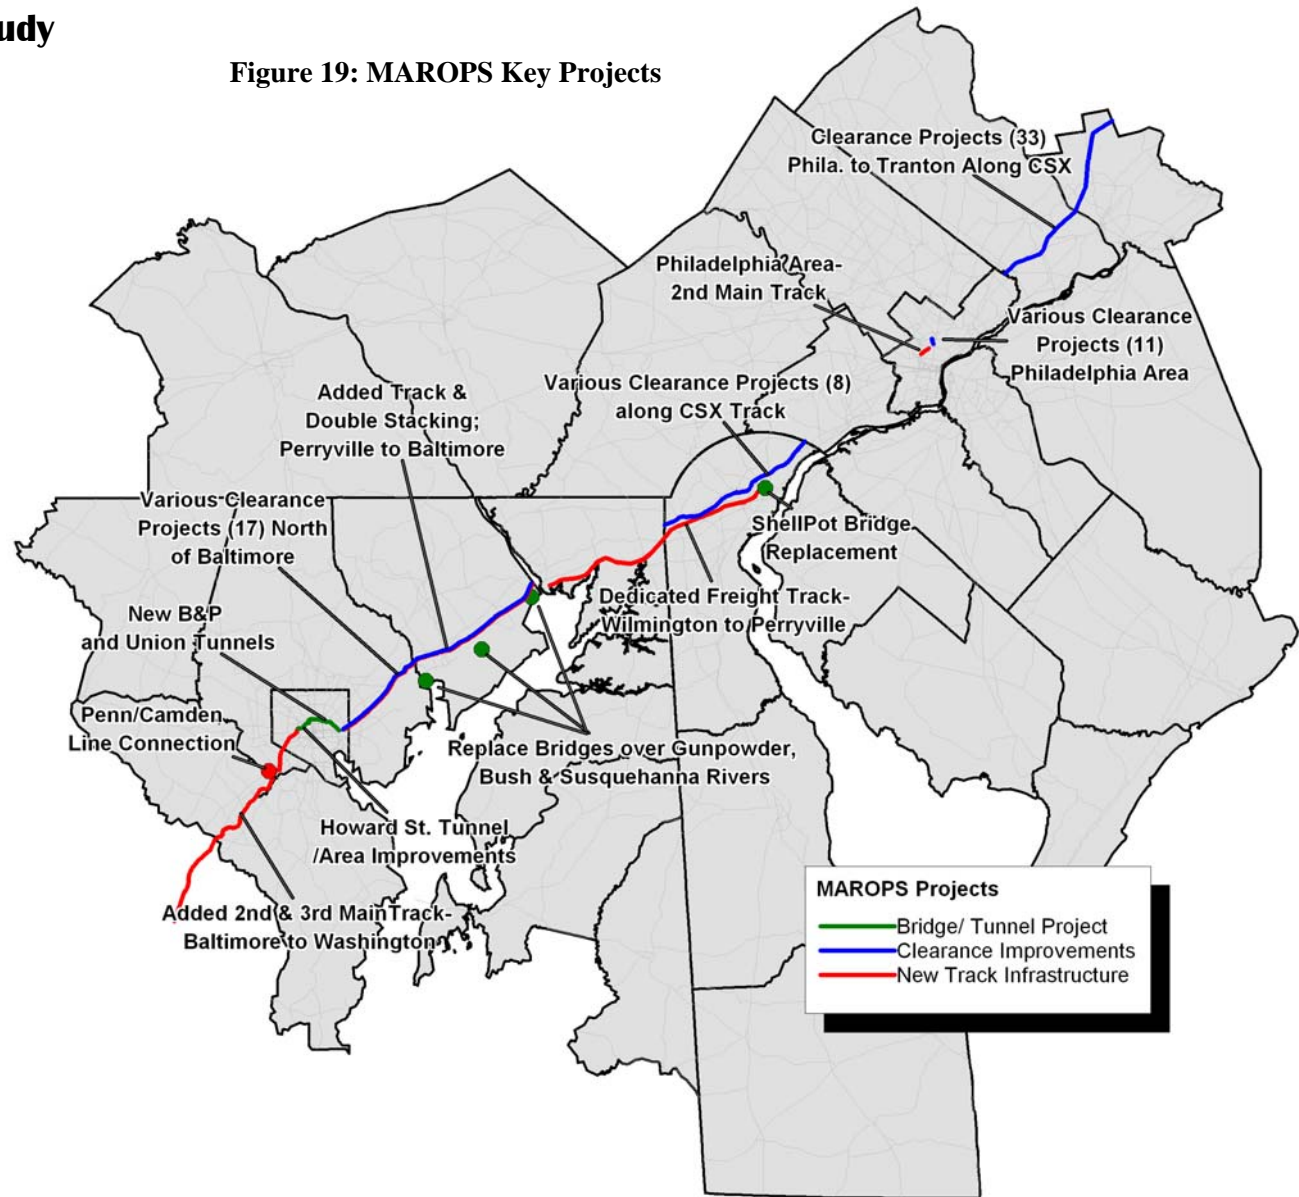 udy
Figure 19: MAROPS Key Projects
Clearance Projects (33)
Phila. to Tranton Along CSX
Philadelphia Area-
2nd Main Track
Various Clearance
Projects (11)
Philadelphia Area
Various Clearance Projects (8)
along CSX Track
Added Track &
Double Stacking;
Perryville to Baltimore
Various Clearance
Projects (17) North
of Baltimore
ShellPot Bridge
Replacement
New B&P
and Union Tunnels
Dedicated Freight Track-
Wilmington to Perryville
Penn/Camden
Line Connection
Replace Bridges over Gunpowder,
Bush & Susquehanna Rivers
Howard St. Tunnel
/Area Improvements
Added 2nd & 3rd MainTrack-
Baltimore to Washington
MAROPS Projects
Bridge/ Tunnel Project
Clearance Improvements
New Track Infrastructure